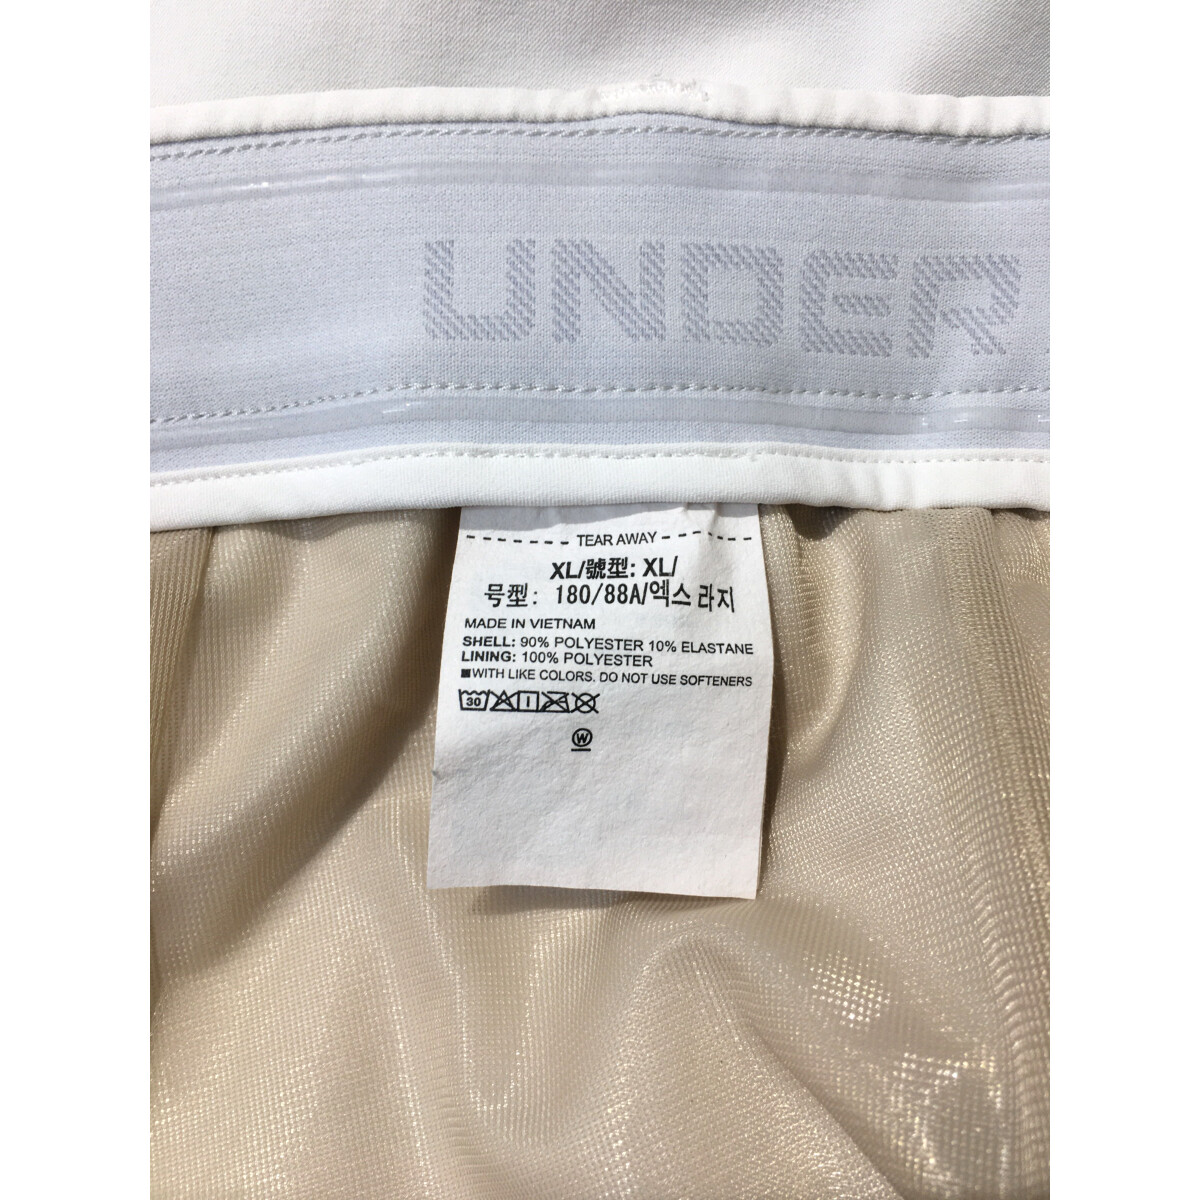 UNDER
TEAR AWAY
XL/號型: XL/
号型: 180/88A/엑스 라지
MADE IN VIETNAM
SHELL: 90% POLYESTER 10% ELASTANE
LINING: 100% POLYESTER
■WITH LIKE COLORS. DO NOT USE SOFTENERS
30
W